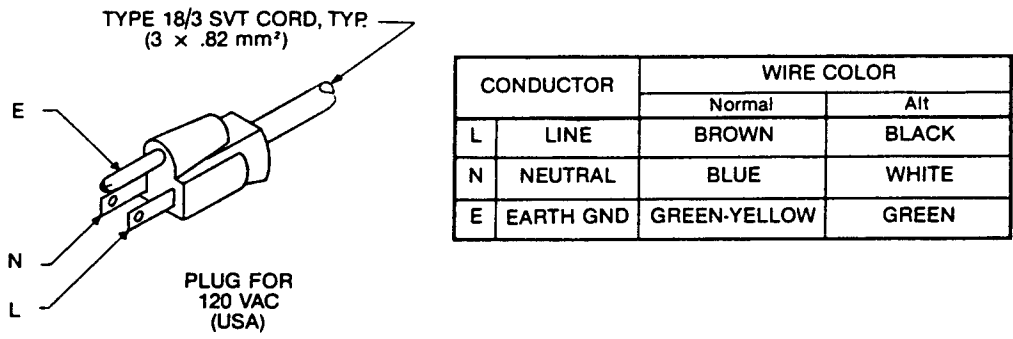 TYPE 18/3 SVT CORD, TYP.
(3 x .82 mm²)
E
N
L
PLUG FOR
120 VAC
(USA)
CONDUCTOR WIRE COLOR
Normal Alt
L LINE BROWN BLACK
N NEUTRAL BLUE WHITE
E EARTH GND GREEN-YELLOW GREEN